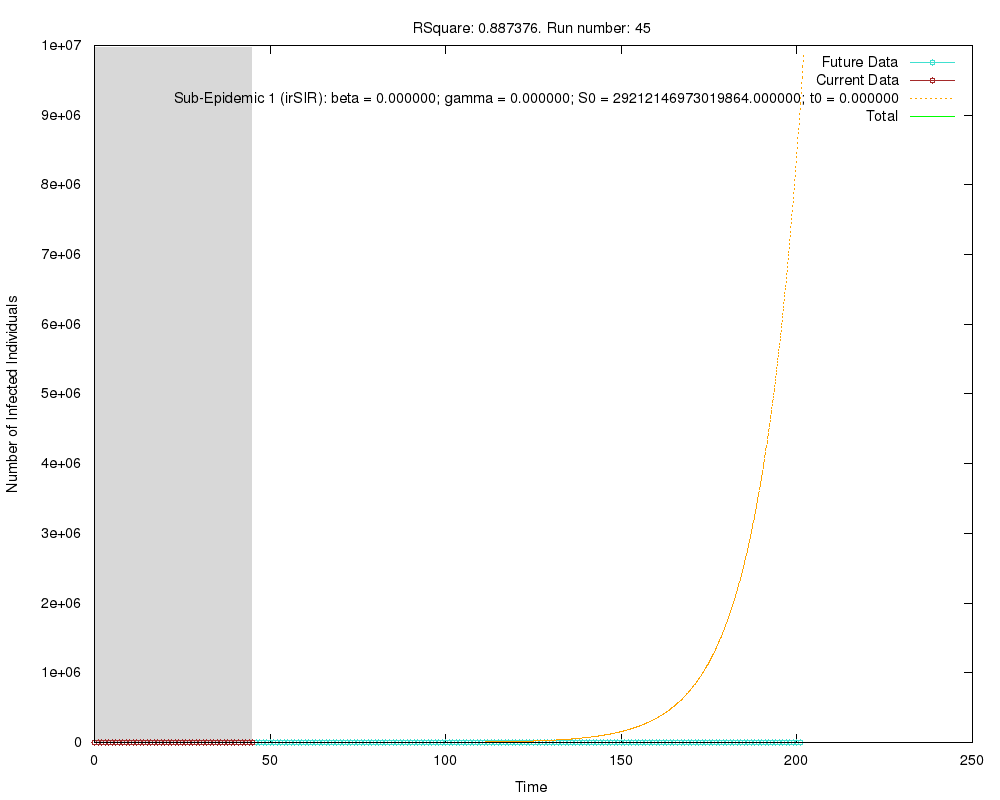 RSquare: 0.887376. Run number: 45
1e+07
9e+06
8e+06
7e+06
6e+06
5e+06
4e+06
3e+06
2e+06
1e+06
0
Number of Infected Individuals
Future Data
Current Data
Sub-Epidemic 1 (irSIR): beta = 0.000000; gamma = 0.000000; S0 = 29212146973019864.000000; t0 = 0.000000
Total
0 50 100 150 200 250
Time